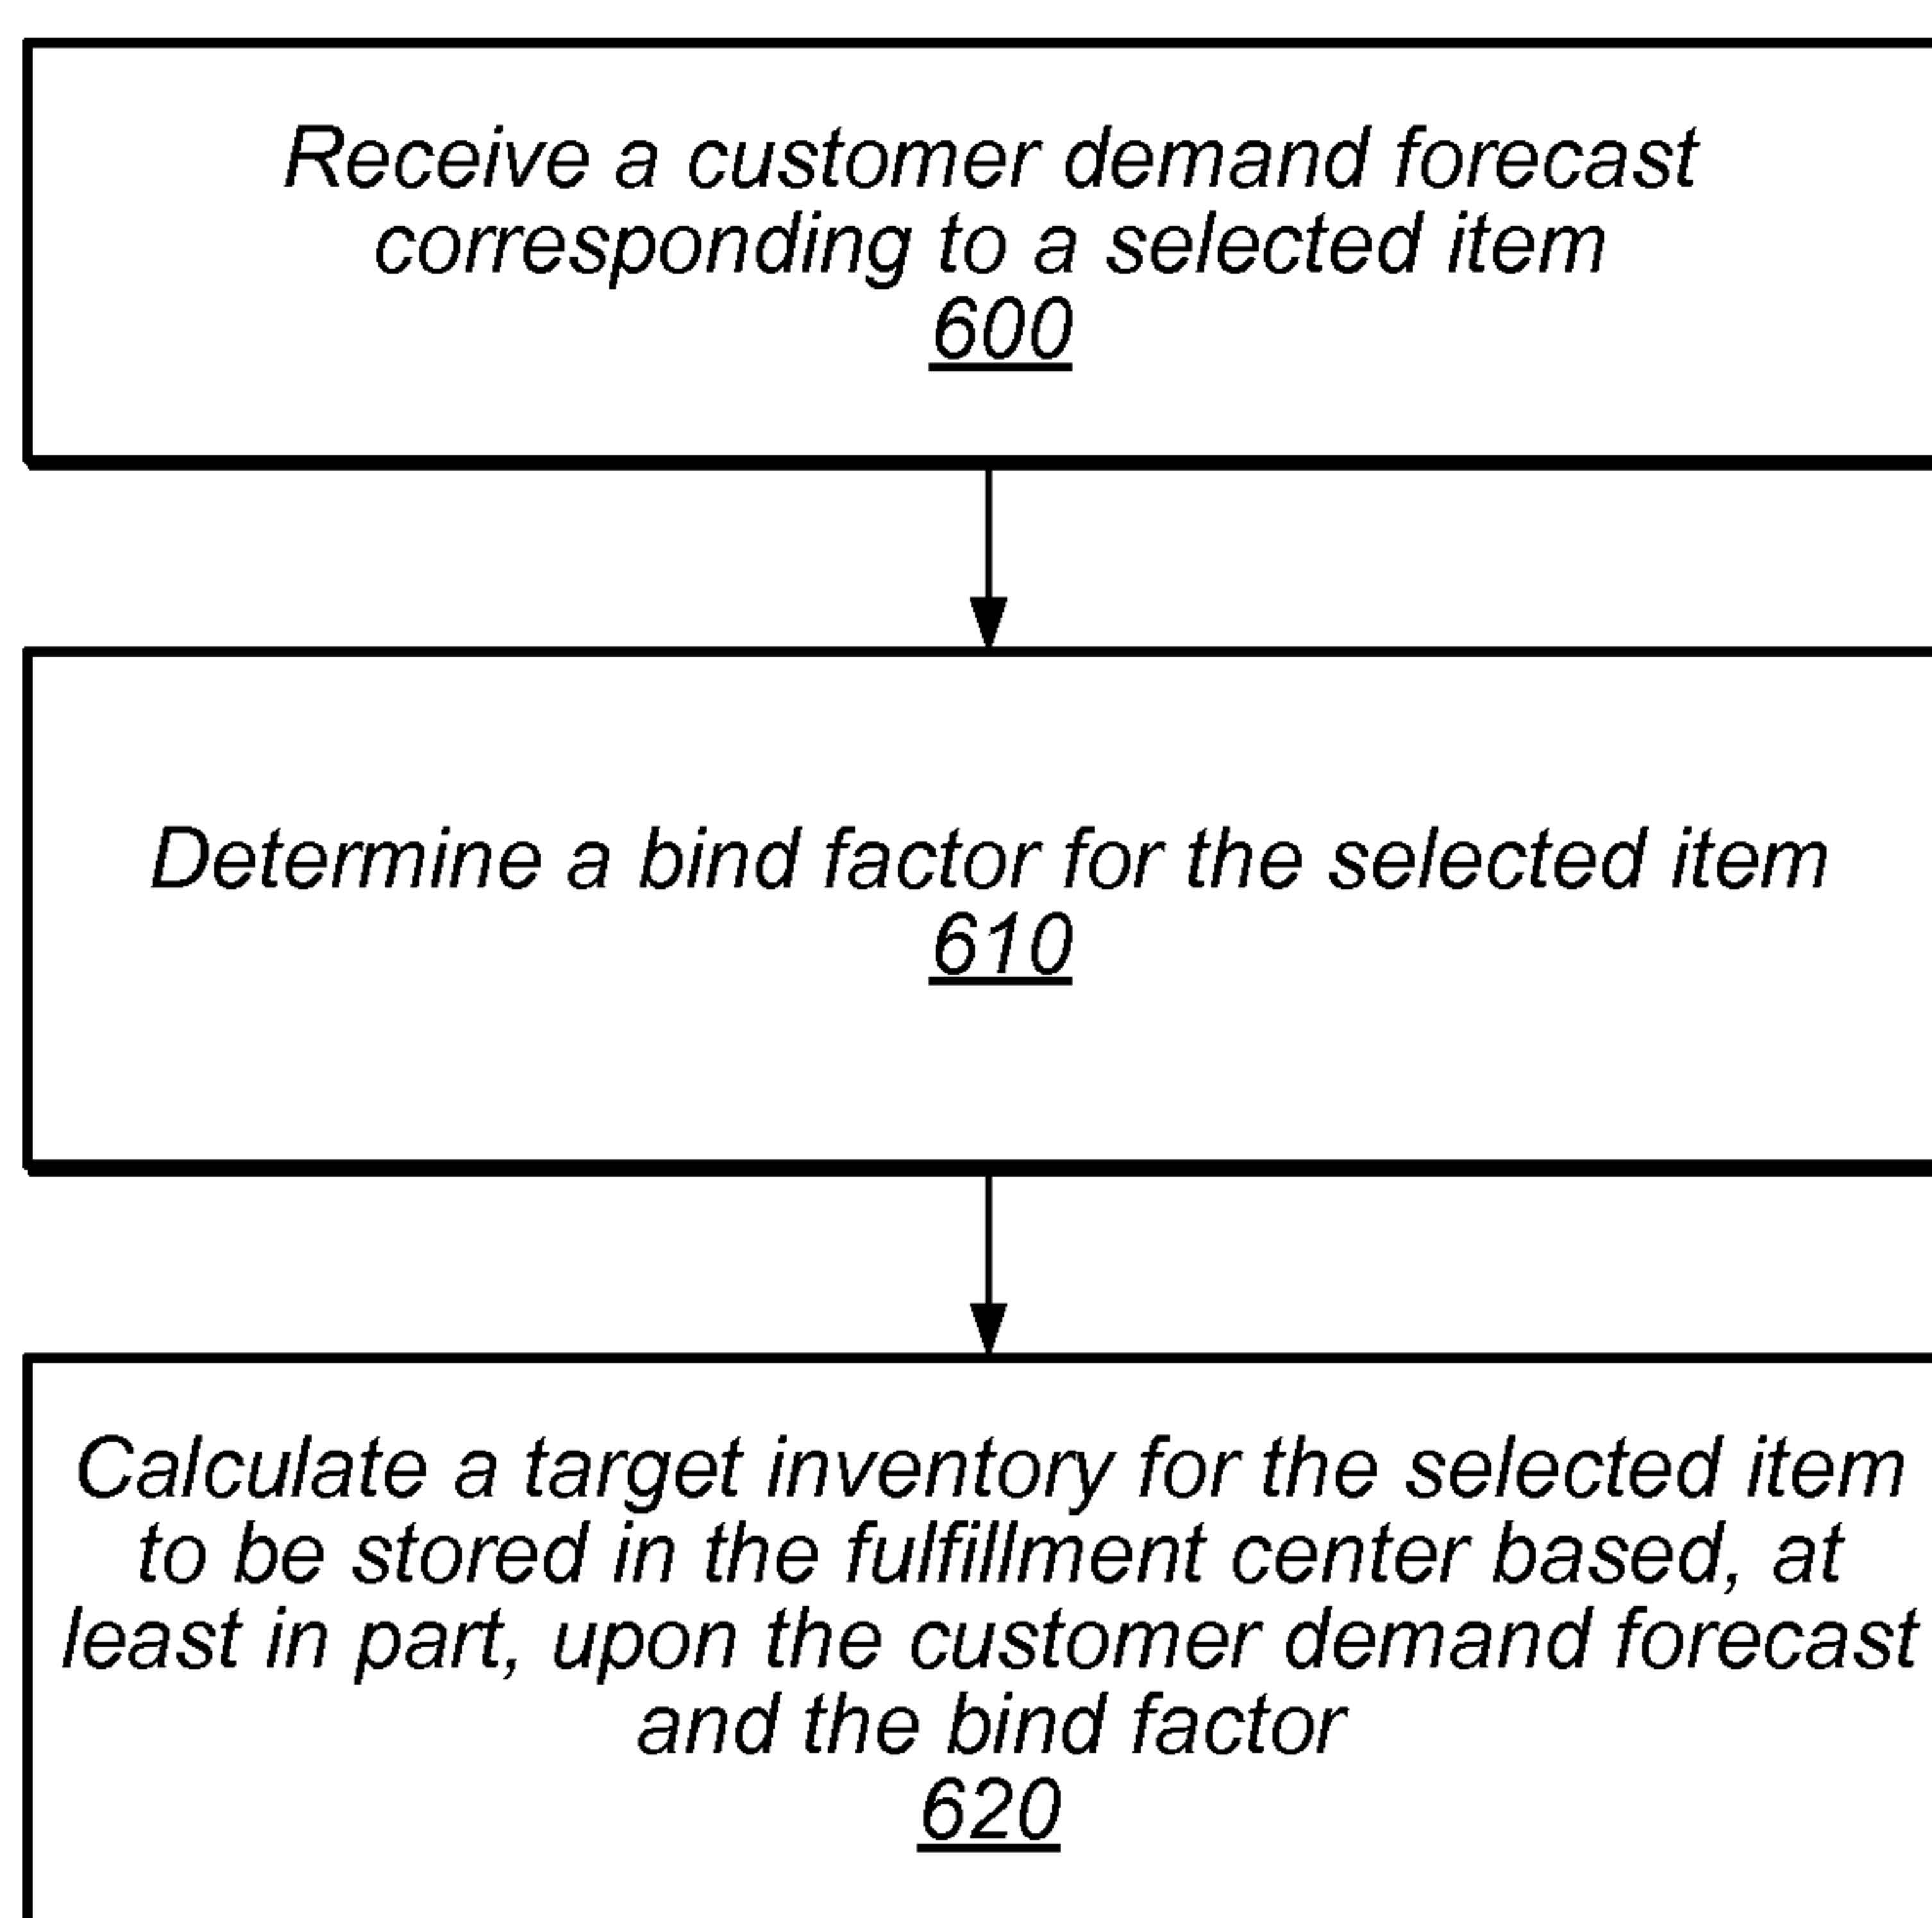 Receive a customer demand forecast
corresponding to a selected item
600
Determine a bind factor for the selected item
610
Calculate a target inventory for the selected item
to be stored in the fulfillment center based, at
least in part, upon the customer demand forecast
and the bind factor
620